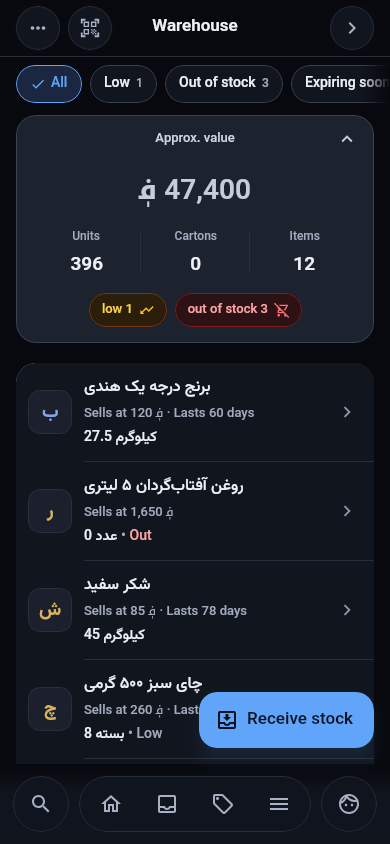 Warehouse
All
Low 1
Out of stock 3
Expiring soon
Approx. value
؋ 47,400
Units
Cartons
Items
396
0
12
low 1
out of stock 3
برنج درجه یک هندی
ب
Sells at 120 ؋ · Lasts 60 days
27.5 کیلوگرم
روغن آفتاب‌گردان ۵ لیتری
ر
Sells at 1,650 ؋
0 عدد • Out
شکر سفید
ش
Sells at 85 ؋ · Lasts 78 days
45 کیلوگرم
چای سبز ۵۰۰ گرمی
چ
Sells at 260 ؋ · Last
8 بسته • Low
Receive stock